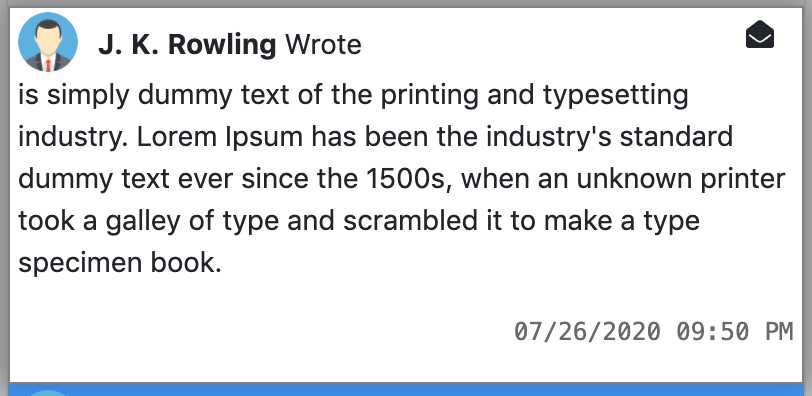 J. K. Rowling Wrote
is simply dummy text of the printing and typesetting
industry. Lorem Ipsum has been the industry's standard
dummy text ever since the 1500s, when an unknown printer
took a galley of type and scrambled it to make a type
specimen book.
07/26/2020 09:50 PM